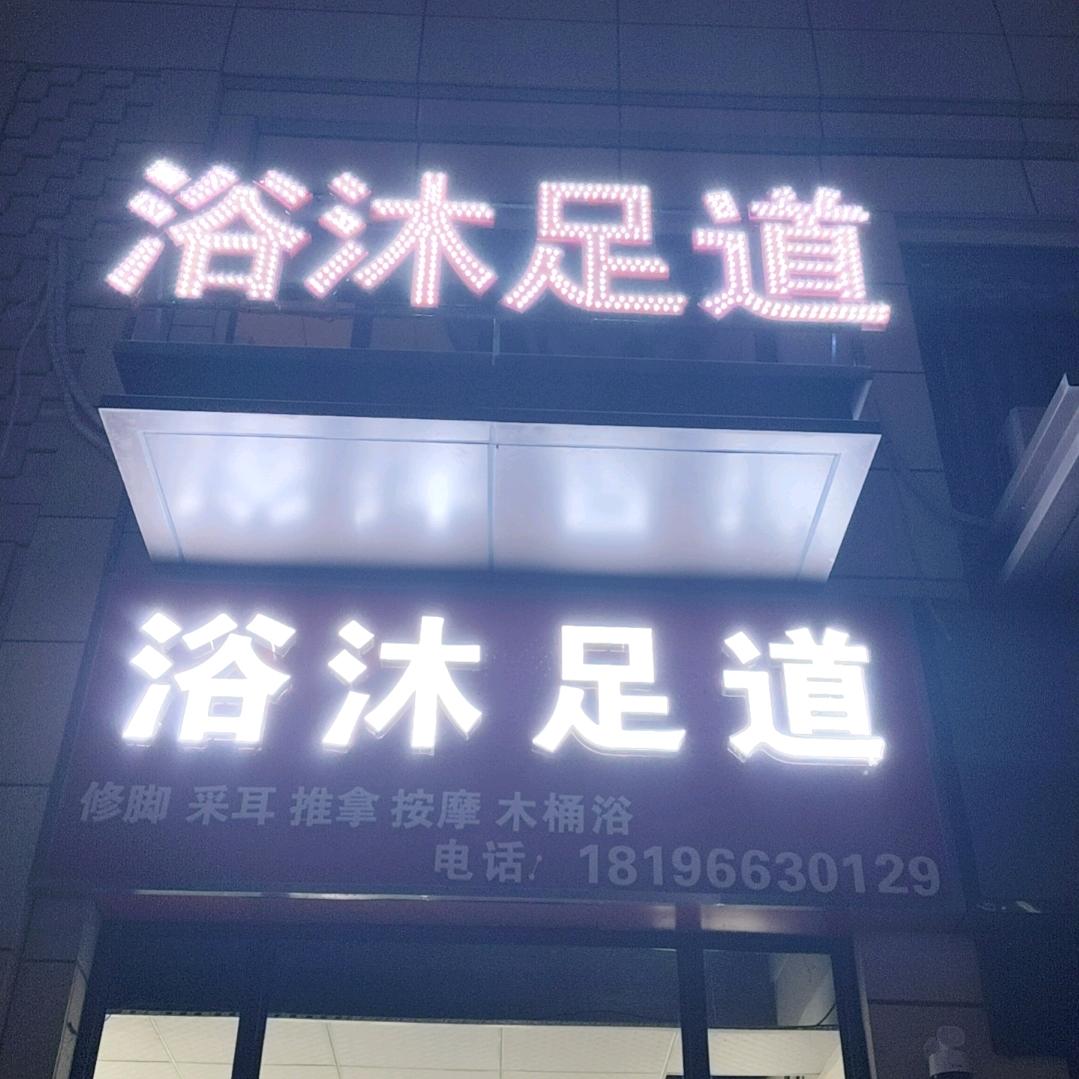 浴沐足道
浴沐足道
修脚 采耳 推拿 按摩 木桶浴
电话: 18196630129